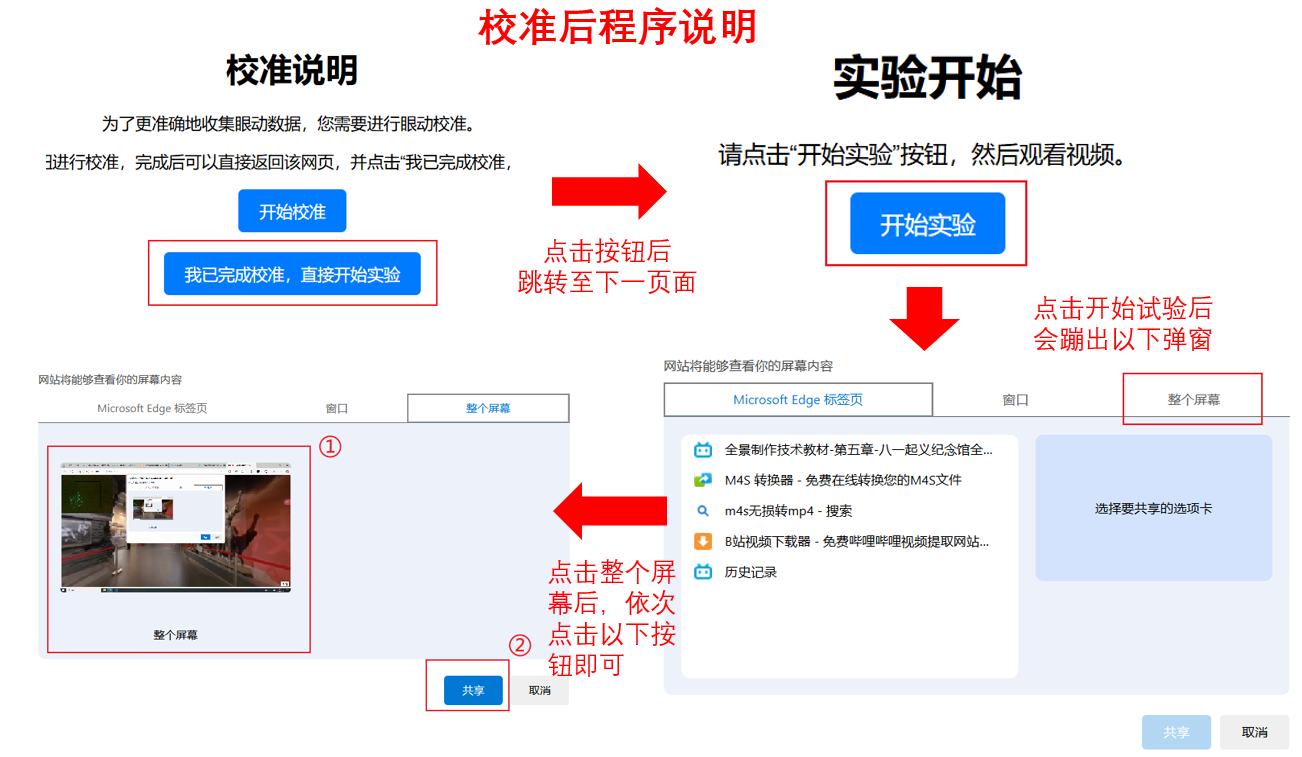 校准后程序说明
校准说明
为了更准确地收集眼动数据，您需要进行眼动校准。
进行校准，完成后可以直接返回该网页，并点击“我已完成校准，
开始校准
我已完成校准，直接开始实验
点击按钮后
跳转至下一页面
实验开始
请点击“开始实验”按钮，然后观看视频。
开始实验
点击开始试验后
会蹦出以下弹窗
网站将能够查看你的屏幕内容
Microsoft Edge 标签页
窗口
整个屏幕
全景制作技术教材-第五章-八一起义纪念馆全...
M4S 转换器 - 免费在线转换您的M4S文件
m4s无损转mp4 - 搜索
B站视频下载器 - 免费哔哩哔哩视频提取网站...
历史记录
选择要共享的选项卡
共享
取消
点击整个屏
幕后，依次
点击以下按
钮即可
网站将能够查看你的屏幕内容
Microsoft Edge 标签页
窗口
整个屏幕
①
整个屏幕
②
共享
取消